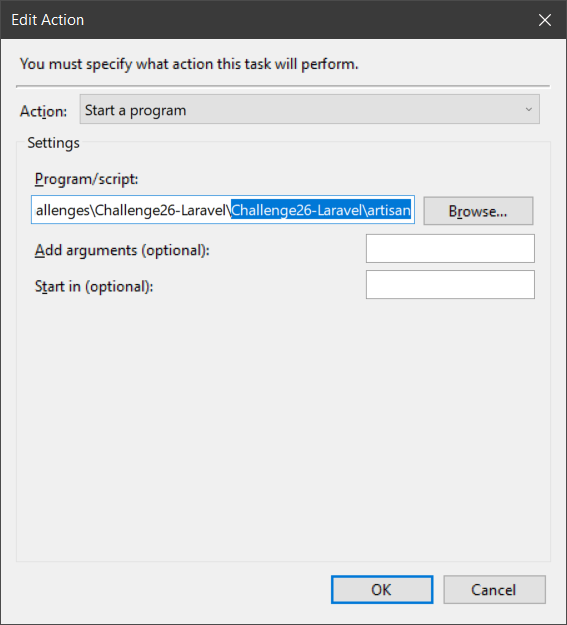 Edit Action
You must specify what action this task will perform.
Action: Start a program
Settings
Program/script:
allenges\Challenge26-Laravel\Challenge26-Laravel\artisan Browse...
Add arguments (optional):
Start in (optional):
OK Cancel